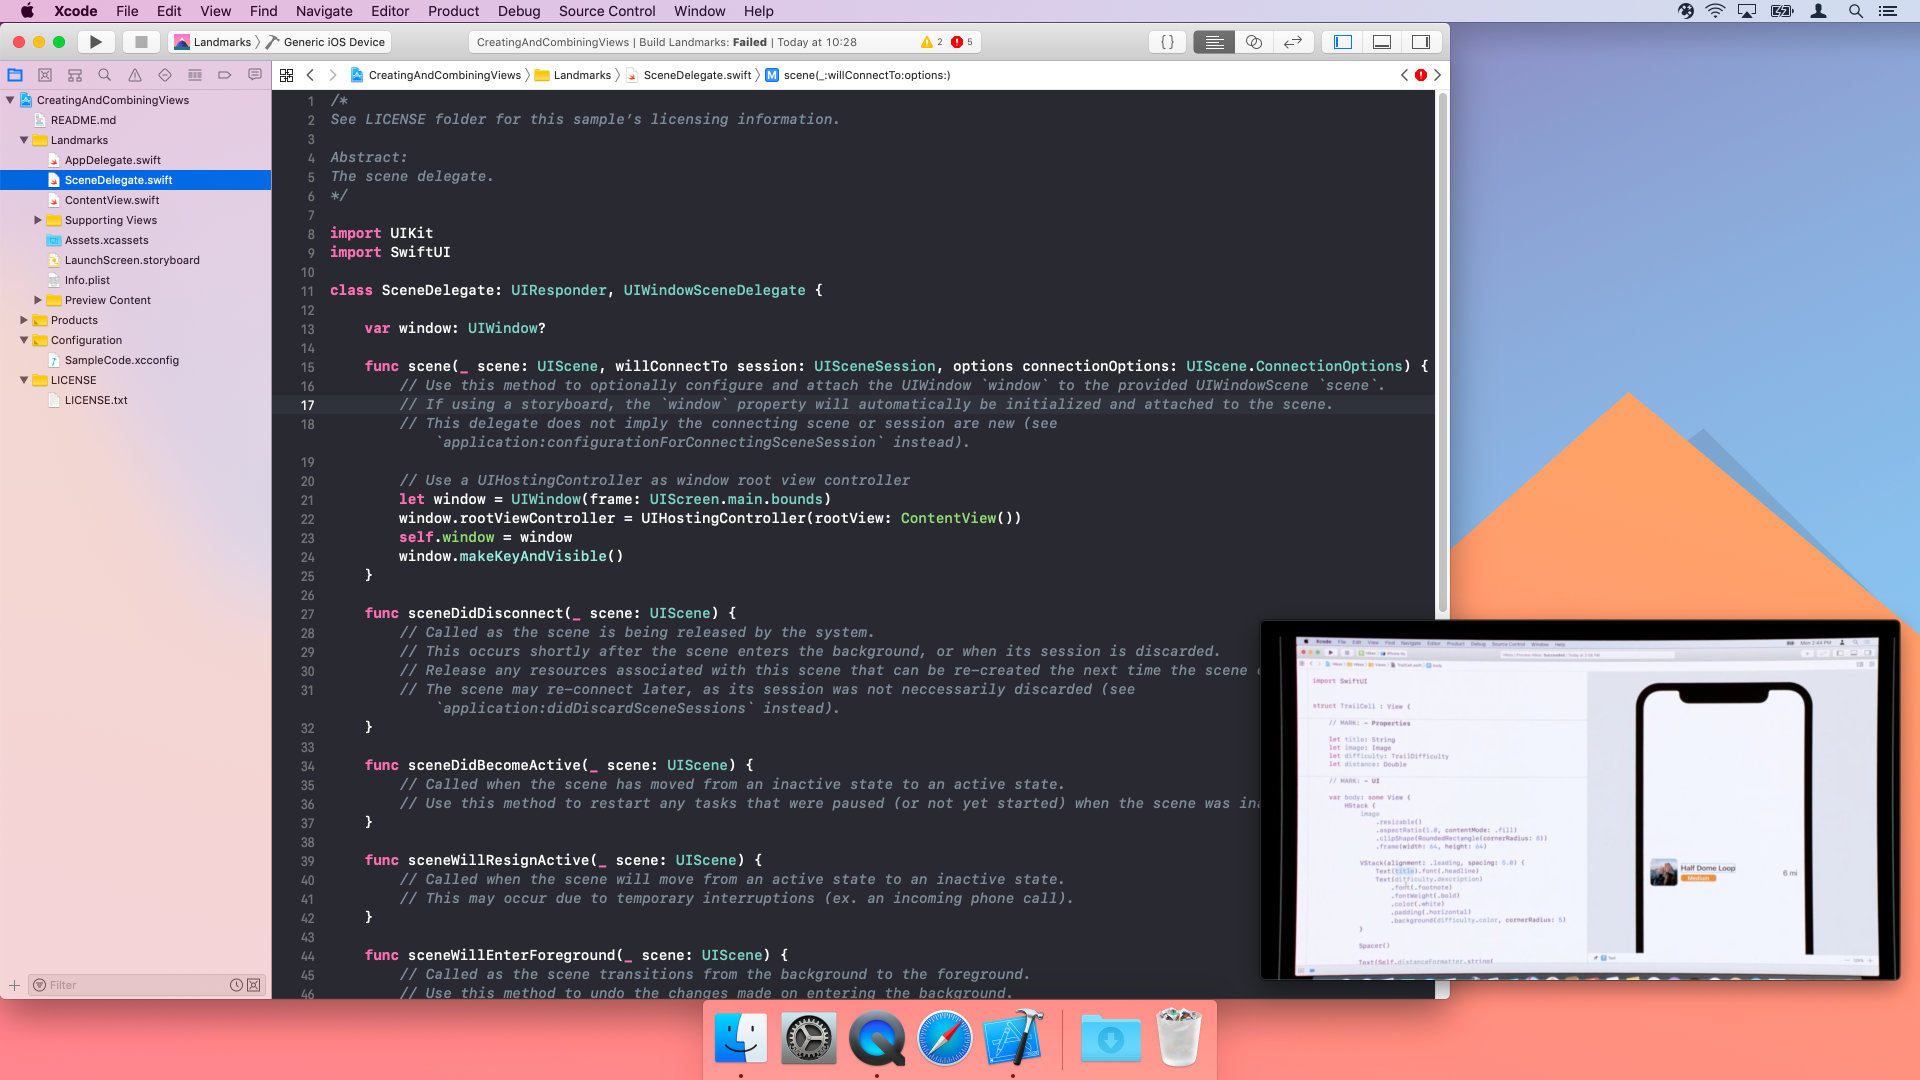 Xcode File Edit View Find Navigate Editor Product Debug Source Control Window Help
Landmarks Generic iOS Device
CreatingAndCombiningViews | Build Landmarks: Failed | Today at 10:28 2 5
CreatingAndCombiningViews Landmarks SceneDelegate.swift M scene(_:willConnectTo:options:)
CreatingAndCombiningViews
README.md
Landmarks
AppDelegate.swift
SceneDelegate.swift
ContentView.swift
Supporting Views
Assets.xcassets
LaunchScreen.storyboard
Info.plist
Preview Content
Products
Configuration
SampleCode.xcconfig
LICENSE
LICENSE.txt
Filter
1 /*
2 See LICENSE folder for this sample’s licensing information.
3
4 Abstract:
5 The scene delegate.
6 */
7
8 import UIKit
9 import SwiftUI
10
11 class SceneDelegate: UIResponder, UIWindowSceneDelegate {
12
13 var window: UIWindow?
14
15 func scene(_ scene: UIScene, willConnectTo session: UISceneSession, options connectionOptions: UIScene.ConnectionOptions) {
16 // Use this method to optionally configure and attach the UIWindow `window` to the provided UIWindowScene `scene`.
17 // If using a storyboard, the `window` property will automatically be initialized and attached to the scene.
18 // This delegate does not imply the connecting scene or session are new (see
`application:configurationForConnectingSceneSession` instead).
19
20 // Use a UIHostingController as window root view controller
21 let window = UIWindow(frame: UIScreen.main.bounds)
22 window.rootViewController = UIHostingController(rootView: ContentView())
23 self.window = window
24 window.makeKeyAndVisible()
25 }
26
27 func sceneDidDisconnect(_ scene: UIScene) {
28 // Called as the scene is being released by the system.
29 // This occurs shortly after the scene enters the background, or when its session is discarded.
30 // Release any resources associated with this scene that can be re-created the next time the scene
31 // The scene may re-connect later, as its session was not neccessarily discarded (see
`application:didDiscardSceneSessions` instead).
32 }
33
34 func sceneDidBecomeActive(_ scene: UIScene) {
35 // Called when the scene has moved from an inactive state to an active state.
36 // Use this method to restart any tasks that were paused (or not yet started) when the scene was ina
37 }
38
39 func sceneWillResignActive(_ scene: UIScene) {
40 // Called when the scene will move from an active state to an inactive state.
41 // This may occur due to temporary interruptions (ex. an incoming phone call).
42 }
43
44 func sceneWillEnterForeground(_ scene: UIScene) {
45 // Called as the scene transitions from the background to the foreground.
46 // Use this method to undo the changes made on entering the background.
Xcode File Edit View Find Navigate Editor Product Debug Source Control Window Help
import SwiftUI
struct TrailCell : View {
// MARK: - Properties
let title: String
let image: Image
let difficulty: TrailDifficulty
let distance: Double
// MARK: - UI
var body: some View {
HStack {
image
.resizable()
.aspectRatio(1.0, contentMode: .fill)
.clipShape(RoundedRectangle(cornerRadius: 8))
.frame(width: 64, height: 64)
VStack(alignment: .leading, spacing: 5.0) {
Text(title).font(.headline)
Text(difficulty.description)
.font(.footnote)
.fontWeight(.bold)
.color(.white)
.padding(.horizontal)
.background(difficulty.color, cornerRadius: 5)
}
Spacer()
Text(Self.distanceFormatter.string(
Half Dome Loop
Medium
6 mi